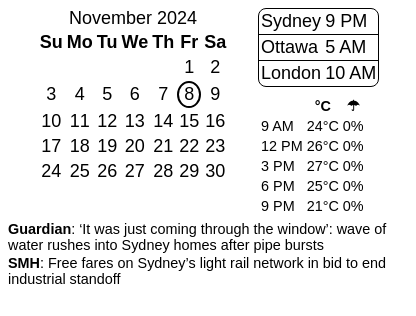 November 2024
Su Mo Tu We Th Fr Sa
1 2
3 4 5 6 7 8 9
10 11 12 13 14 15 16
17 18 19 20 21 22 23
24 25 26 27 28 29 30
Sydney 9 PM
Ottawa 5 AM
London 10 AM
°C ☂
9 AM 24°C 0%
12 PM 26°C 0%
3 PM 27°C 0%
6 PM 25°C 0%
9 PM 21°C 0%
Guardian: ‘It was just coming through the window’: wave of
water rushes into Sydney homes after pipe bursts
SMH: Free fares on Sydney’s light rail network in bid to end
industrial standoff